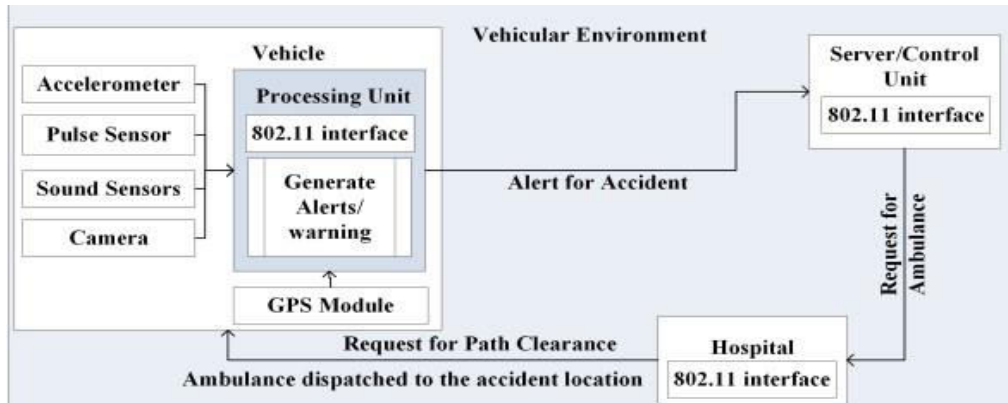 Vehicular Environment
Vehicle
Accelerometer
Pulse Sensor
Sound Sensors
Camera
Processing Unit
802.11 interface
Generate
Alerts/
warning
GPS Module
Alert for Accident
Server/Control
Unit
802.11 interface
Request for
Ambulance
Request for Path Clearance
Ambulance dispatched to the accident location
Hospital
802.11 interface